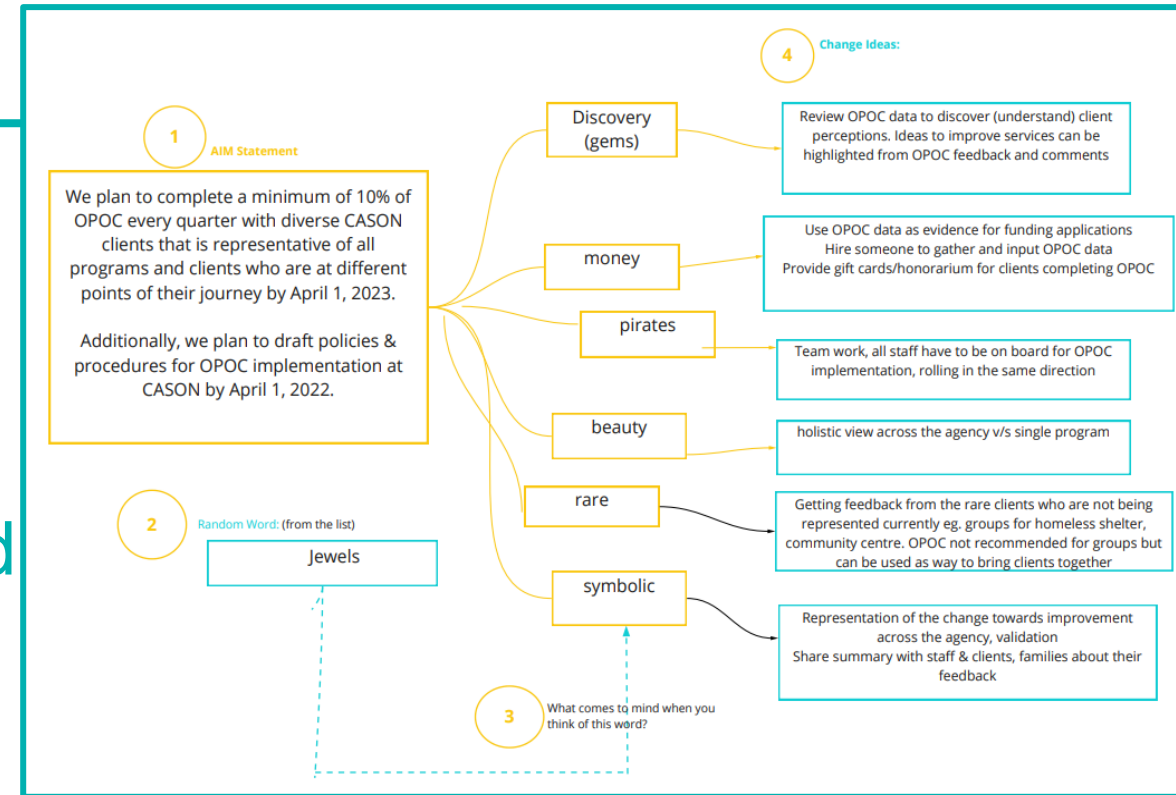 1
AIM Statement
We plan to complete a minimum of 10% of
OPOC every quarter with diverse CASON
clients that is representative of all
programs and clients who are at different
points of their journey by April 1, 2023.
Additionally, we plan to draft policies &
procedures for OPOC implementation at
CASON by April 1, 2022.
2
Random Word: (from the list)
Jewels
d
3
What comes to mind when you
think of this word?
Discovery
(gems)
money
pirates
beauty
rare
symbolic
4
Change Ideas:
Review OPOC data to discover (understand) client
perceptions. Ideas to improve services can be
highlighted from OPOC feedback and comments
Use OPOC data as evidence for funding applications
Hire someone to gather and input OPOC data
Provide gift cards/honorarium for clients completing OPOC
Team work, all staff have to be on board for OPOC
implementation, rolling in the same direction
holistic view across the agency v/s single program
Getting feedback from the rare clients who are not being
represented currently eg. groups for homeless shelter,
community centre. OPOC not recommended for groups but
can be used as way to bring clients together
Representation of the change towards improvement
across the agency, validation
Share summary with staff & clients, families about their
feedback